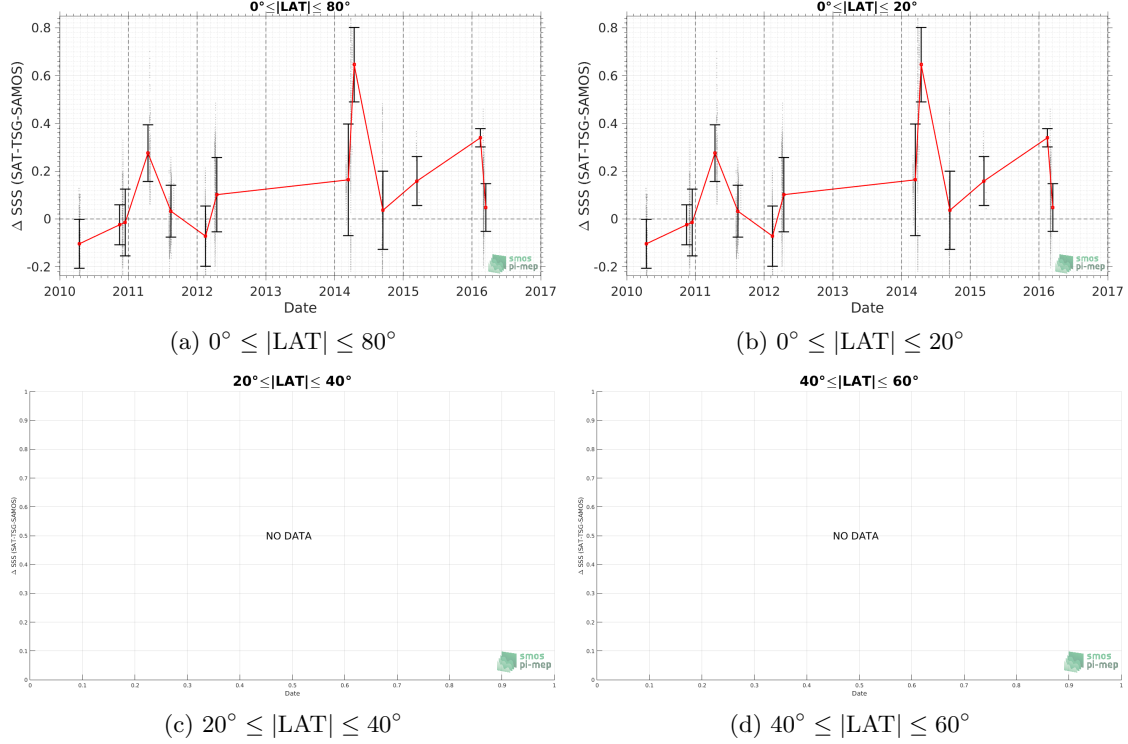 0°≤|LAT|≤ 80°
Δ SSS (SAT-TSG-SAMOS)
0.8
0.6
0.4
0.2
0
-0.2
2010 2011 2012 2013 2014 2015 2016 2017
Date
smos
pi-mep
(a) 0° ≤ |LAT| ≤ 80°
0°≤|LAT|≤ 20°
Δ SSS (SAT-TSG-SAMOS)
0.8
0.6
0.4
0.2
0
-0.2
2010 2011 2012 2013 2014 2015 2016 2017
Date
smos
pi-mep
(b) 0° ≤ |LAT| ≤ 20°
20°≤|LAT|≤ 40°
Δ SSS (SAT-TSG-SAMOS)
1
0.9
0.8
0.7
0.6
0.5
0.4
0.3
0.2
0.1
0
NO DATA
0 0.1 0.2 0.3 0.4 0.5 0.6 0.7 0.8 0.9 1
Date
smos
pi-mep
(c) 20° ≤ |LAT| ≤ 40°
40°≤|LAT|≤ 60°
Δ SSS (SAT-TSG-SAMOS)
1
0.9
0.8
0.7
0.6
0.5
0.4
0.3
0.2
0.1
0
NO DATA
0 0.1 0.2 0.3 0.4 0.5 0.6 0.7 0.8 0.9 1
Date
smos
pi-mep
(d) 40° ≤ |LAT| ≤ 60°